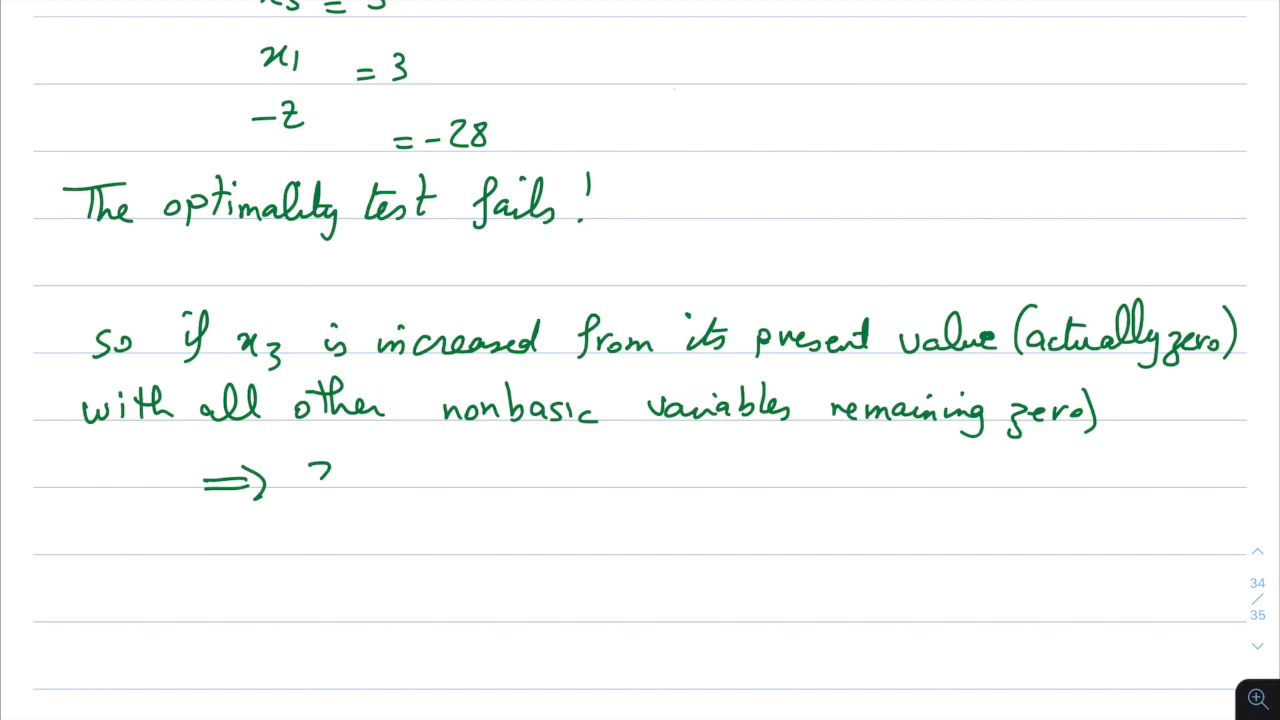 x1 = 3
-Z = -28
The optimality test fails!
so if x3 is increased from its present value (actually zero)
with all other nonbasic variables remaining zero)
⟹
34
/
35